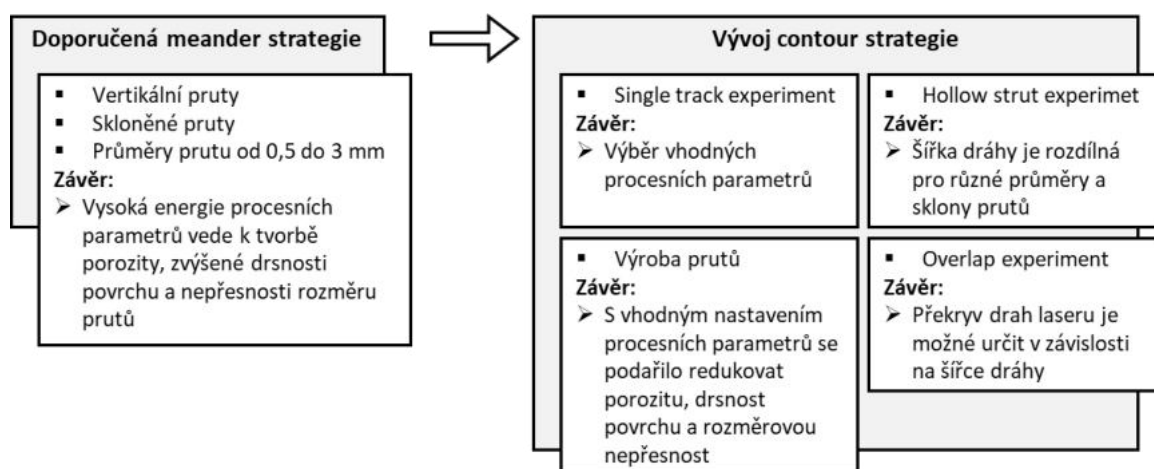 Doporučená meander strategie
▪ Vertikální pruty
▪ Skloněné pruty
▪ Průměry prutu od 0,5 do 3 mm
Závěr:
➢ Vysoká energie procesních
parametrů vede k tvorbě
porozity, zvýšené drsnosti
povrchu a nepřesnosti rozměru
prutů
Vývoj contour strategie
▪ Single track experiment
Závěr:
➢ Výběr vhodných
procesních parametrů
▪ Hollow strut experimet
Závěr:
➢ Šířka dráhy je rozdílná
pro různé průměry a
sklony prutů
▪ Výroba prutů
Závěr:
➢ S vhodným nastavením
procesních parametrů se
podařilo redukovat
porozitu, drsnost
povrchu a rozměrovou
nepřesnost
▪ Overlap experiment
Závěr:
➢ Překryv drah laseru je
možné určit v závislosti
na šířce dráhy